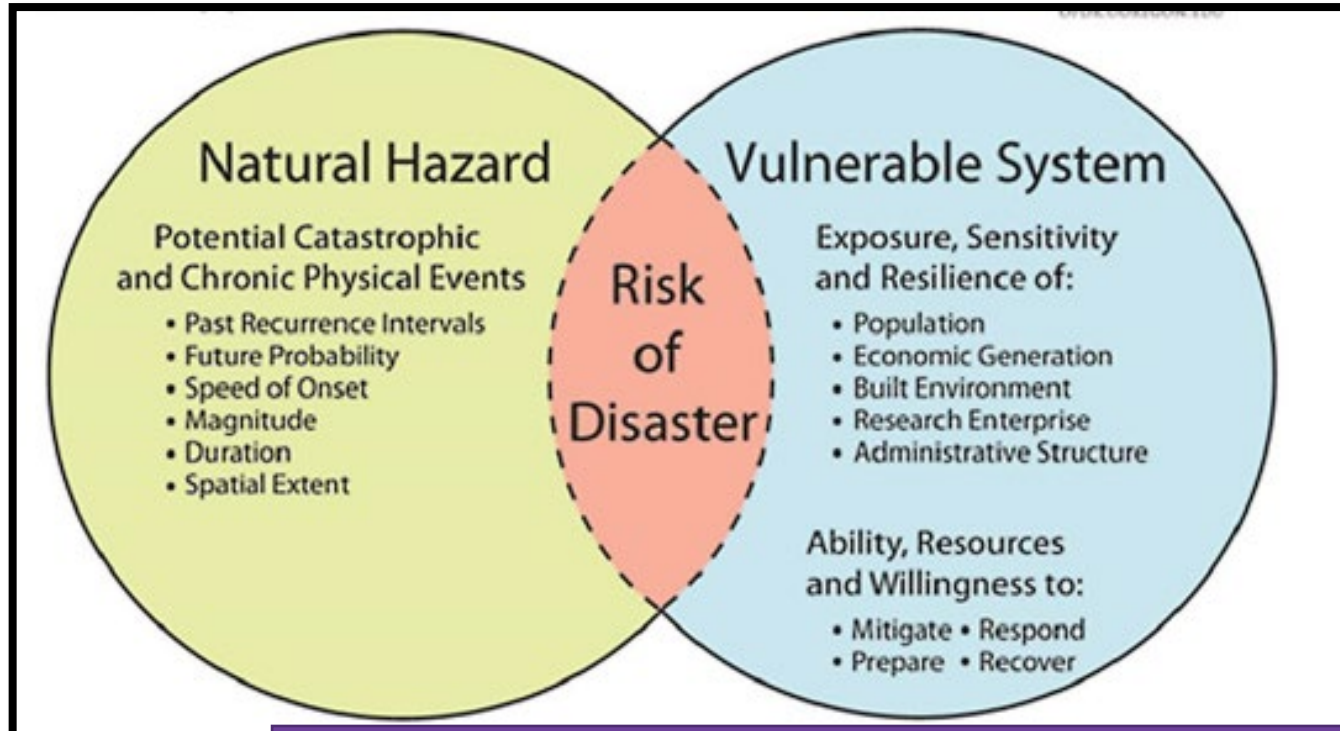 Natural Hazard
Potential Catastrophic
and Chronic Physical Events
• Past Recurrence Intervals
• Future Probability
• Speed of Onset
• Magnitude
• Duration
• Spatial Extent
Risk
of
Disaster
Vulnerable System
Exposure, Sensitivity
and Resilience of:
• Population
• Economic Generation
• Built Environment
• Research Enterprise
• Administrative Structure
Ability, Resources
and Willingness to:
• Mitigate • Respond
• Prepare • Recover